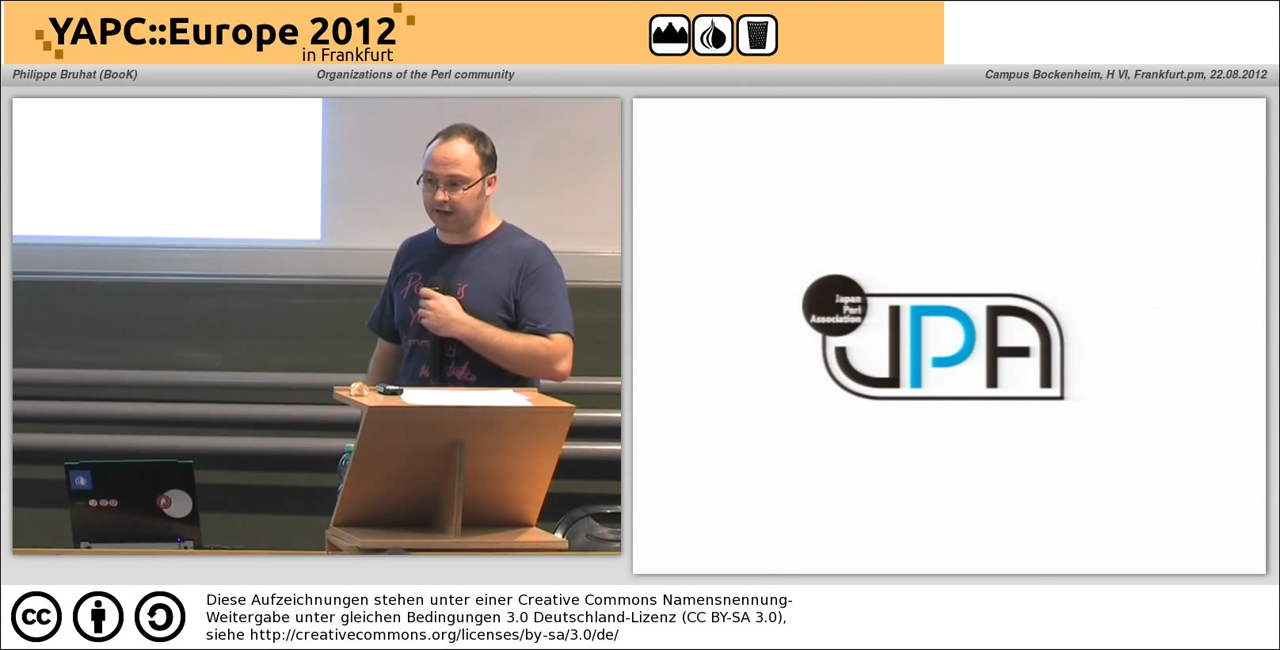 YAPC::Europe 2012
in Frankfurt
Philippe Bruhat (BooK)
Organizations of the Perl community
Campus Bockenheim, H VI, Frankfurt.pm, 22.08.2012
is
Japan
Perl
Association
JPA
cc
Diese Aufzeichnungen stehen unter einer Creative Commons Namensnennung-
Weitergabe unter gleichen Bedingungen 3.0 Deutschland-Lizenz (CC BY-SA 3.0),
siehe http://creativecommons.org/licenses/by-sa/3.0/de/